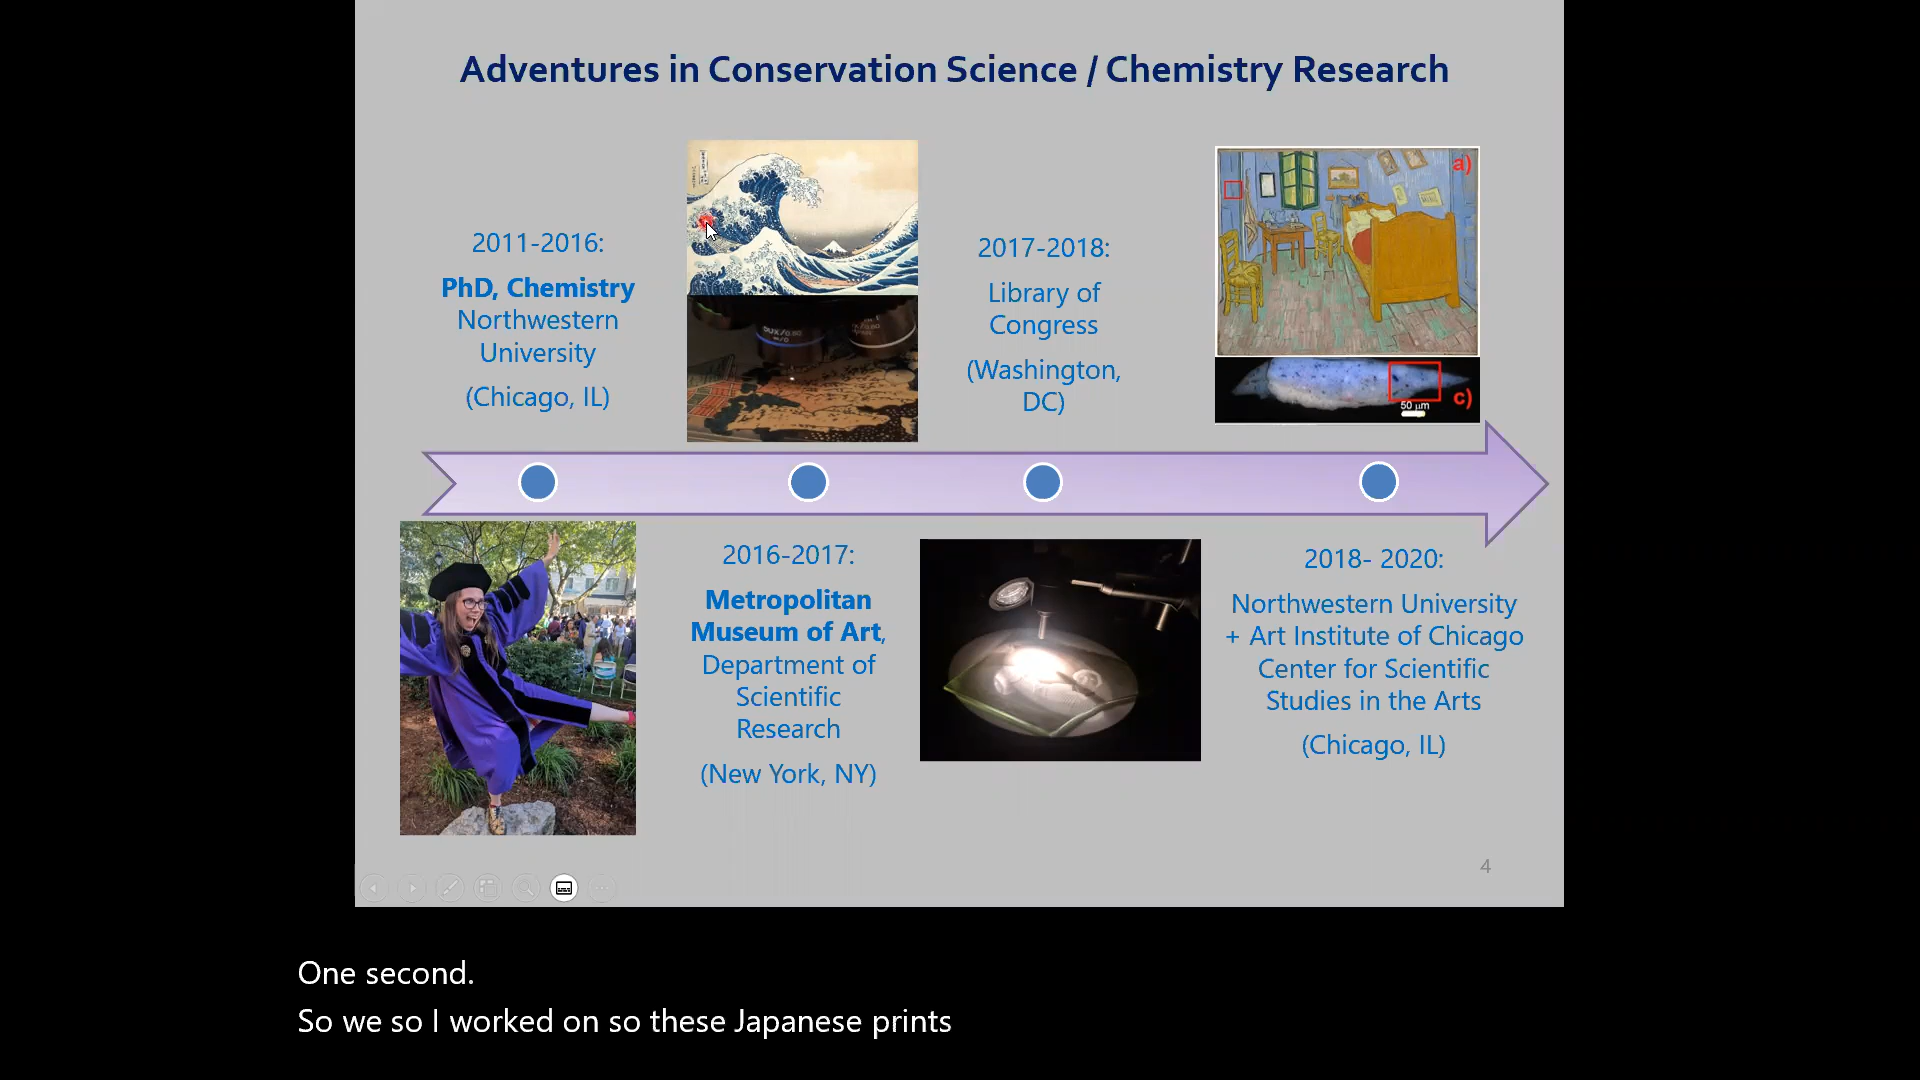 Adventures in Conservation Science / Chemistry Research
2011-2016:
PhD, Chemistry
Northwestern
University
(Chicago, IL)
2016-2017:
Metropolitan
Museum of Art,
Department of
Scientific
Research
(New York, NY)
2017-2018:
Library of
Congress
(Washington,
DC)
a)
50 µm
c)
2018- 2020:
Northwestern University
+ Art Institute of Chicago
Center for Scientific
Studies in the Arts
(Chicago, IL)
4
One second.
So we so I worked on so these Japanese prints